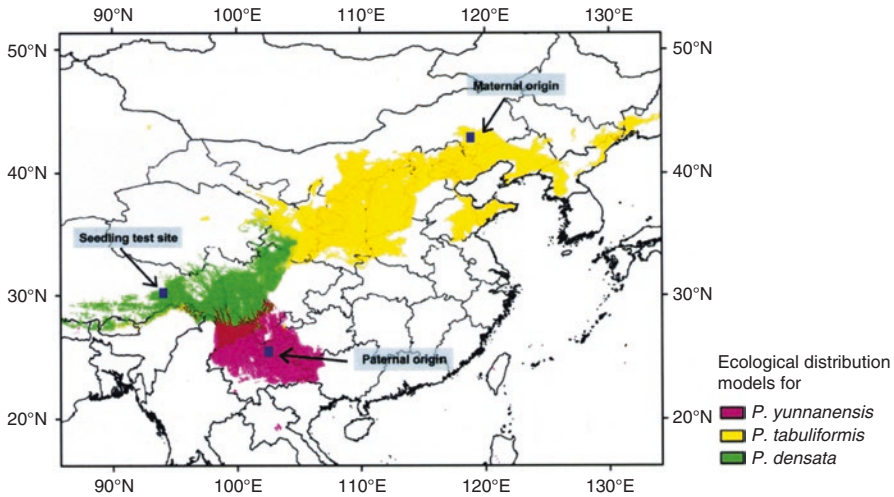 90°E 100°E 110°E 120°E 130°E
50°N 50°N
Maternal origin
40°N 40°N
Seedling test site
30°N 30°N
Paternal origin
20°N 20°N
90°E 100°E 110°E 120°E 130°E
Ecological distribution
models for
P. yunnanensis
P. tabuliformis
P. densata